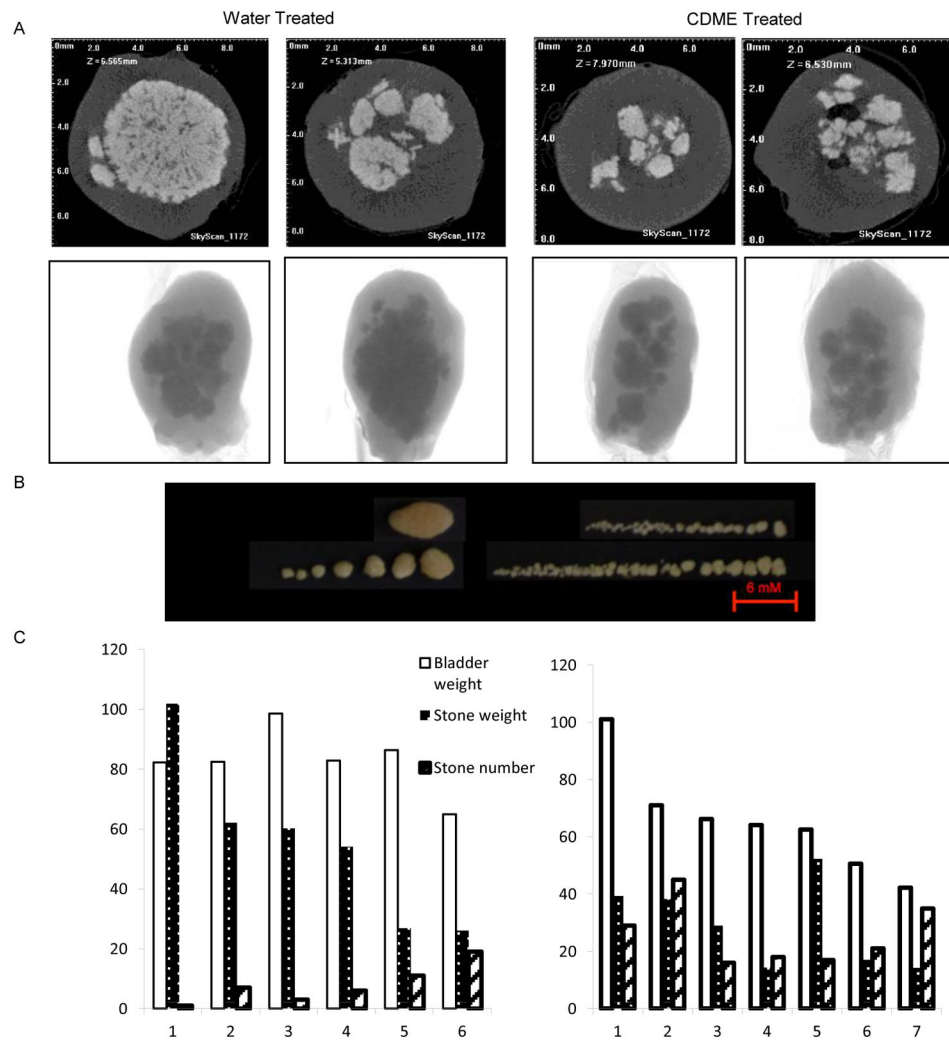 Water Treated
CDME Treated
A
0mm 2.0 4.0 6.0 8.0
Z=6.565mm
2.0
4.0
6.0
8.0
SkyScan_1172
0mm 2.0 4.0 6.0
Z=5.313mm
2.0
4.0
6.0
8.0
SkyScan_1172
0mm 2.0 4.0 6.0
Z=7.970mm
2.0
4.0
6.0
8.0
SkyScan_1172
0mm 2.0 4.0 6.0
Z=6.530mm
2.0
4.0
6.0
8.0
SkyScan_1172
B
6 mM
C
120
100
80
60
40
20
0
1 2 3 4 5 6
Bladder
weight
Stone weight
Stone number
120
100
80
60
40
20
0
1 2 3 4 5 6 7